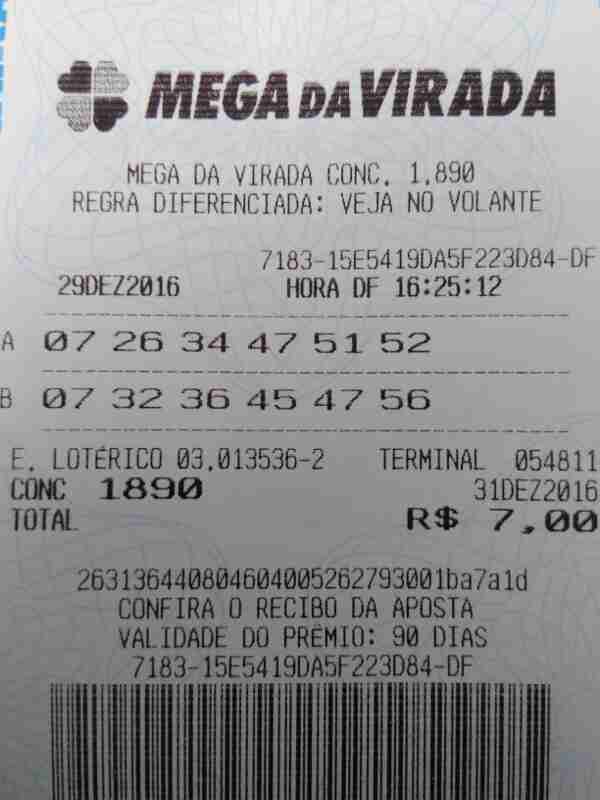 MEGA DA VIRADA
MEGA DA VIRADA CONC. 1.890
REGRA DIFERENCIADA: VEJA NO VOLANTE
7183-15E5419DA5F223D84-DF
29DEZ2016 HORA DF 16:25:12
A 07 26 34 47 51 52
B 07 32 36 45 47 56
E. LOTÉRICO 03.013536-2 TERMINAL 054811
CONC 1890 31DEZ2016
TOTAL R$ 7,00
263136440804604005262793001ba7a1d
CONFIRA O RECIBO DA APOSTA
VALIDADE DO PRÊMIO: 90 DIAS
7183-15E5419DA5F223D84-DF